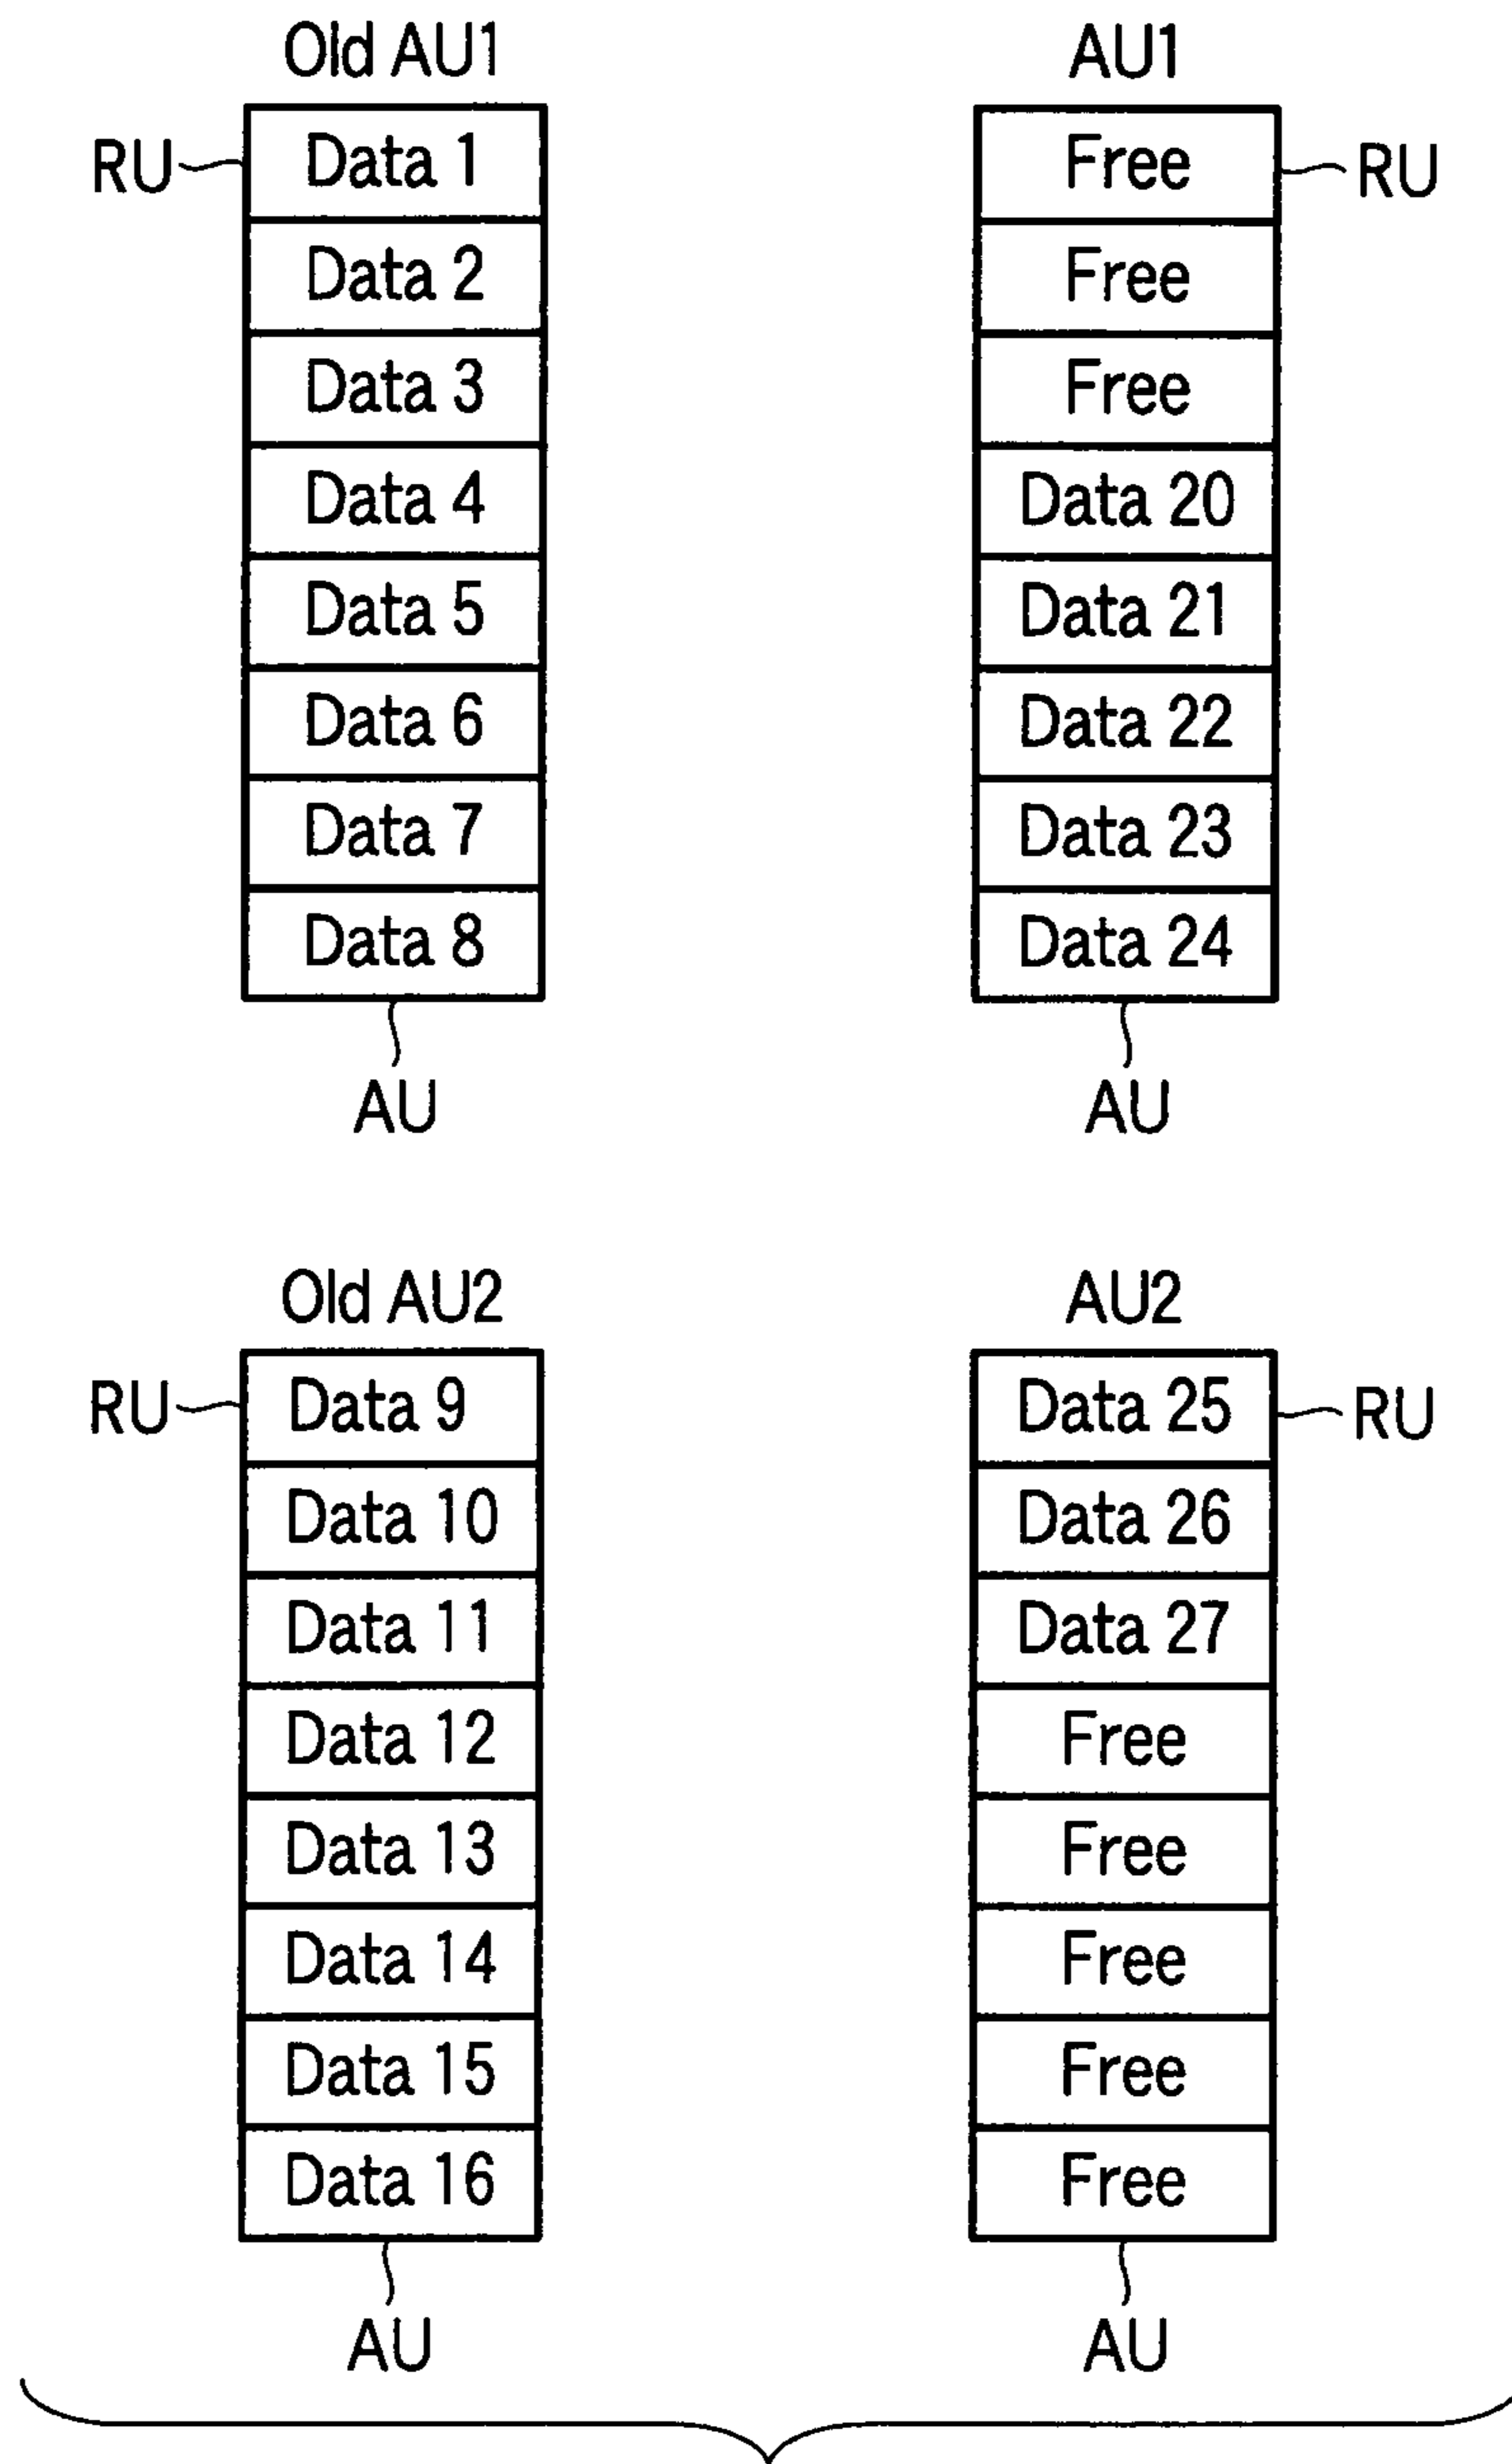 Old AU1
RU
Data 1
Data 2
Data 3
Data 4
Data 5
Data 6
Data 7
Data 8
AU
AU1
Free
RU
Free
Free
Data 20
Data 21
Data 22
Data 23
Data 24
AU
Old AU2
RU
Data 9
Data 10
Data 11
Data 12
Data 13
Data 14
Data 15
Data 16
AU
AU2
Data 25
RU
Data 26
Data 27
Free
Free
Free
Free
Free
AU